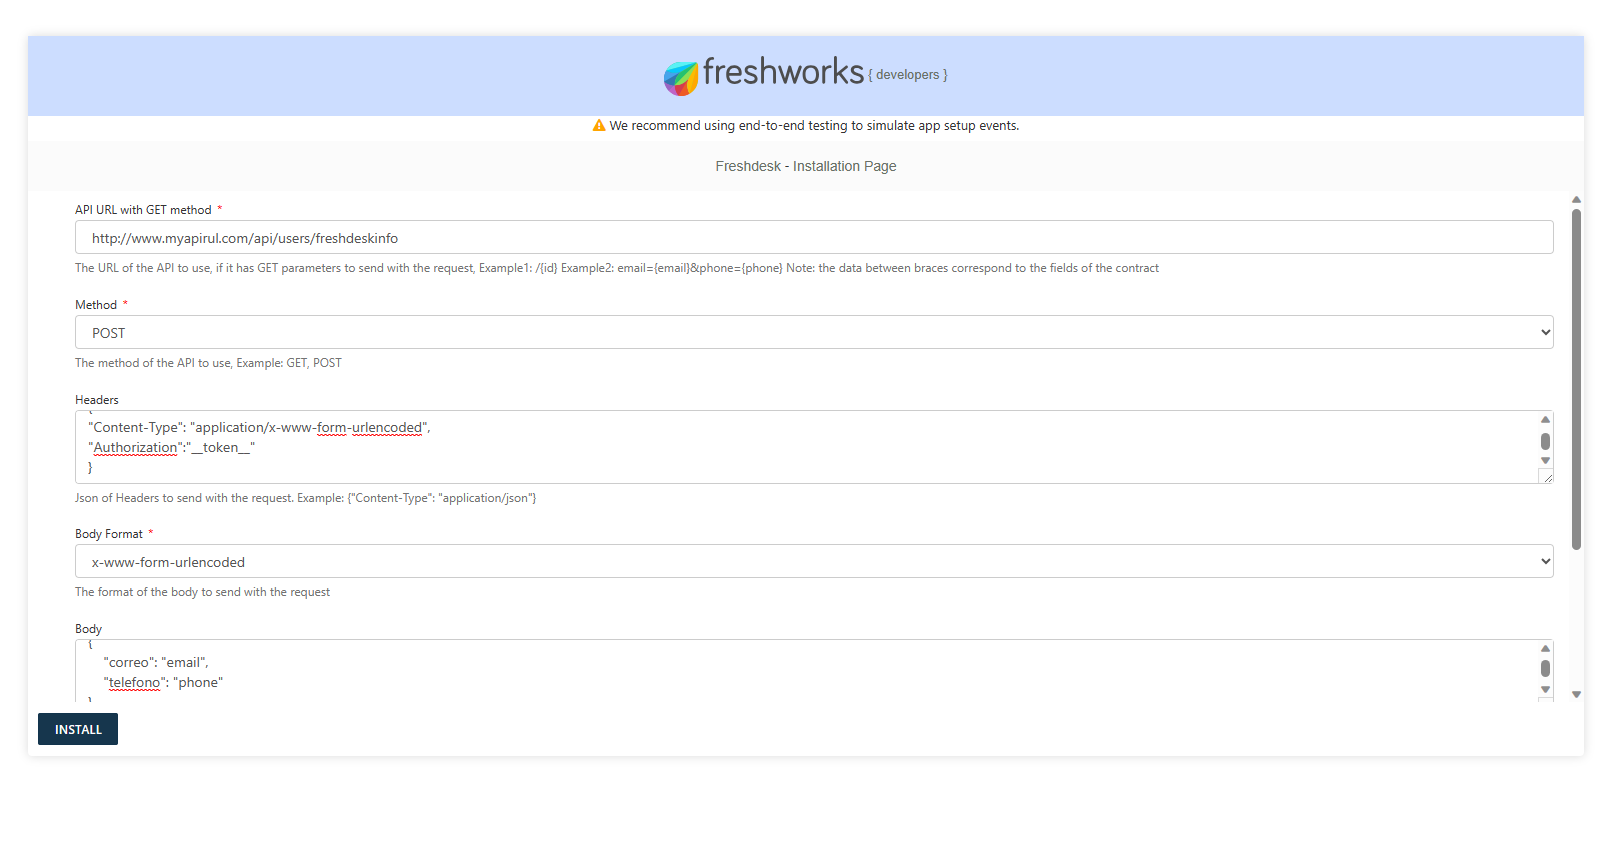 freshworks { developers }
We recommend using end-to-end testing to simulate app setup events.
Freshdesk - Installation Page
API URL with GET method *
http://www.myapirul.com/api/users/freshdeskinfo
The URL of the API to use, if it has GET parameters to send with the request, Example1: /{id} Example2: email={email}&phone={phone} Note: the data between braces correspond to the fields of the contract
Method *
POST
The method of the API to use, Example: GET, POST
Headers
{
"Content-Type": "application/x-www-form-urlencoded",
"Authorization":"__token__"
}
Json of Headers to send with the request. Example: {"Content-Type": "application/json"}
Body Format *
x-www-form-urlencoded
The format of the body to send with the request
Body
{
"correo": "email",
"telefono": "phone"
}
INSTALL